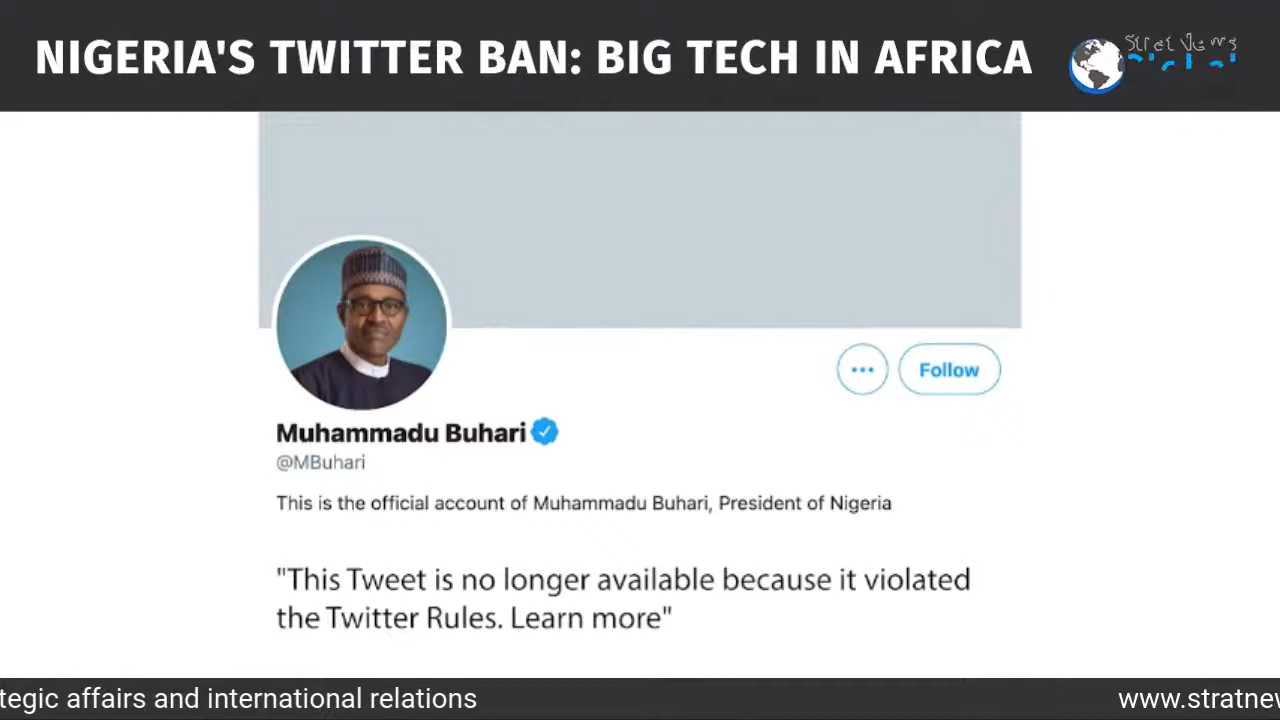 NIGERIA'S TWITTER BAN: BIG TECH IN AFRICA
Follow
Muhammadu Buhari
@MBuhari
This is the official account of Muhammadu Buhari, President of Nigeria
"This Tweet is no longer available because it violated
the Twitter Rules. Learn more"
tegic affairs and international relations
www.stratnew